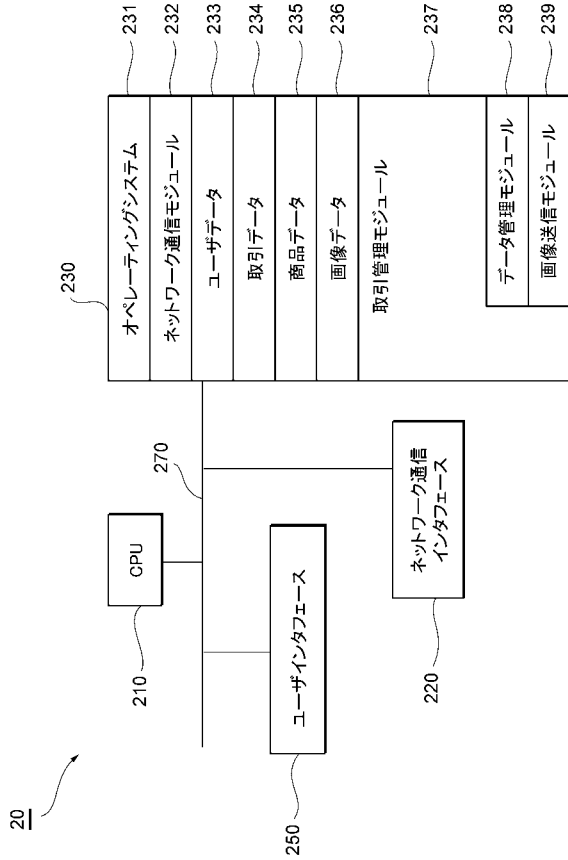 20
210
CPU
270
250
ユーザインタフェース
220
ネットワーク通信
インタフェース
230
オペレーティングシステム
231
ネットワーク通信モジュール
232
ユーザデータ
233
取引データ
234
商品データ
235
画像データ
236
取引管理モジュール
237
データ管理モジュール
238
画像送信モジュール
239